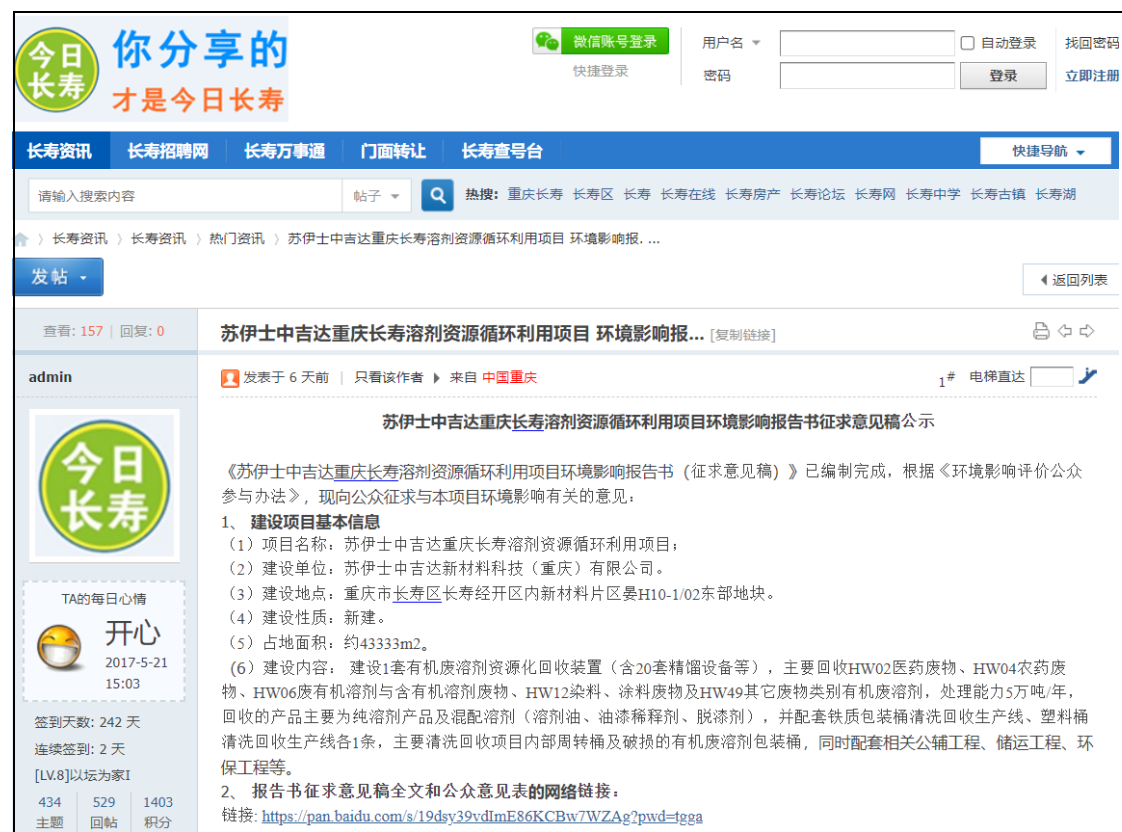 今日
长寿
你分享的
才是今日长寿
微信账号登录
快捷登录
用户名
自动登录
找回密码
密码
登录
立即注册
长寿资讯 长寿招聘网 长寿万事通 门面转让 长寿查号台
快捷导航
请输入搜索内容
帖子
热搜: 重庆长寿 长寿区 长寿 长寿在线 长寿房产 长寿论坛 长寿网 长寿中学 长寿古镇 长寿湖
〉 长寿资讯 〉 长寿资讯 〉 热门资讯 〉 苏伊士中吉达重庆长寿溶剂资源循环利用项目 环境影响报. ...
发帖
返回列表
查看: 157 | 回复: 0
苏伊士中吉达重庆长寿溶剂资源循环利用项目 环境影响报... [复制链接]
admin
发表于 6 天前 | 只看该作者 ▶ 来自 中国重庆
1# 电梯直达
苏伊士中吉达重庆长寿溶剂资源循环利用项目环境影响报告书征求意见稿公示
今日
长寿
《苏伊士中吉达重庆长寿溶剂资源循环利用项目环境影响报告书（征求意见稿）》已编制完成，根据《环境影响评价公众
参与办法》，现向公众征求与本项目环境影响有关的意见：
1、 建设项目基本信息
（1）项目名称：苏伊士中吉达重庆长寿溶剂资源循环利用项目；
（2）建设单位：苏伊士中吉达新材料科技（重庆）有限公司。
（3）建设地点：重庆市长寿区长寿经开区内新材料片区晏H10-1/02东部地块。
（4）建设性质：新建。
（5）占地面积：约43333m2。
（6）建设内容： 建设1套有机废溶剂资源化回收装置（含20套精馏设备等），主要回收HW02医药废物、HW04农药废
物、HW06废有机溶剂与含有机溶剂废物、HW12染料、涂料废物及HW49其它废物类别有机废溶剂，处理能力5万吨/年，
回收的产品主要为纯溶剂产品及混配溶剂（溶剂油、油漆稀释剂、脱漆剂），并配套铁质包装桶清洗回收生产线、塑料桶
清洗回收生产线各1条，主要清洗回收项目内部周转桶及破损的有机废溶剂包装桶，同时配套相关公辅工程、储运工程、环
保工程等。
2、 报告书征求意见稿全文和公众意见表的网络链接：
链接: https://pan.baidu.com/s/19dsy39vdImE86KCBw7WZAg?pwd=tgga
TA的每日心情
开心
2017-5-21
15:03
签到天数: 242 天
连续签到: 2 天
[LV.8]以坛为家I
434 529 1403
主题 回帖 积分